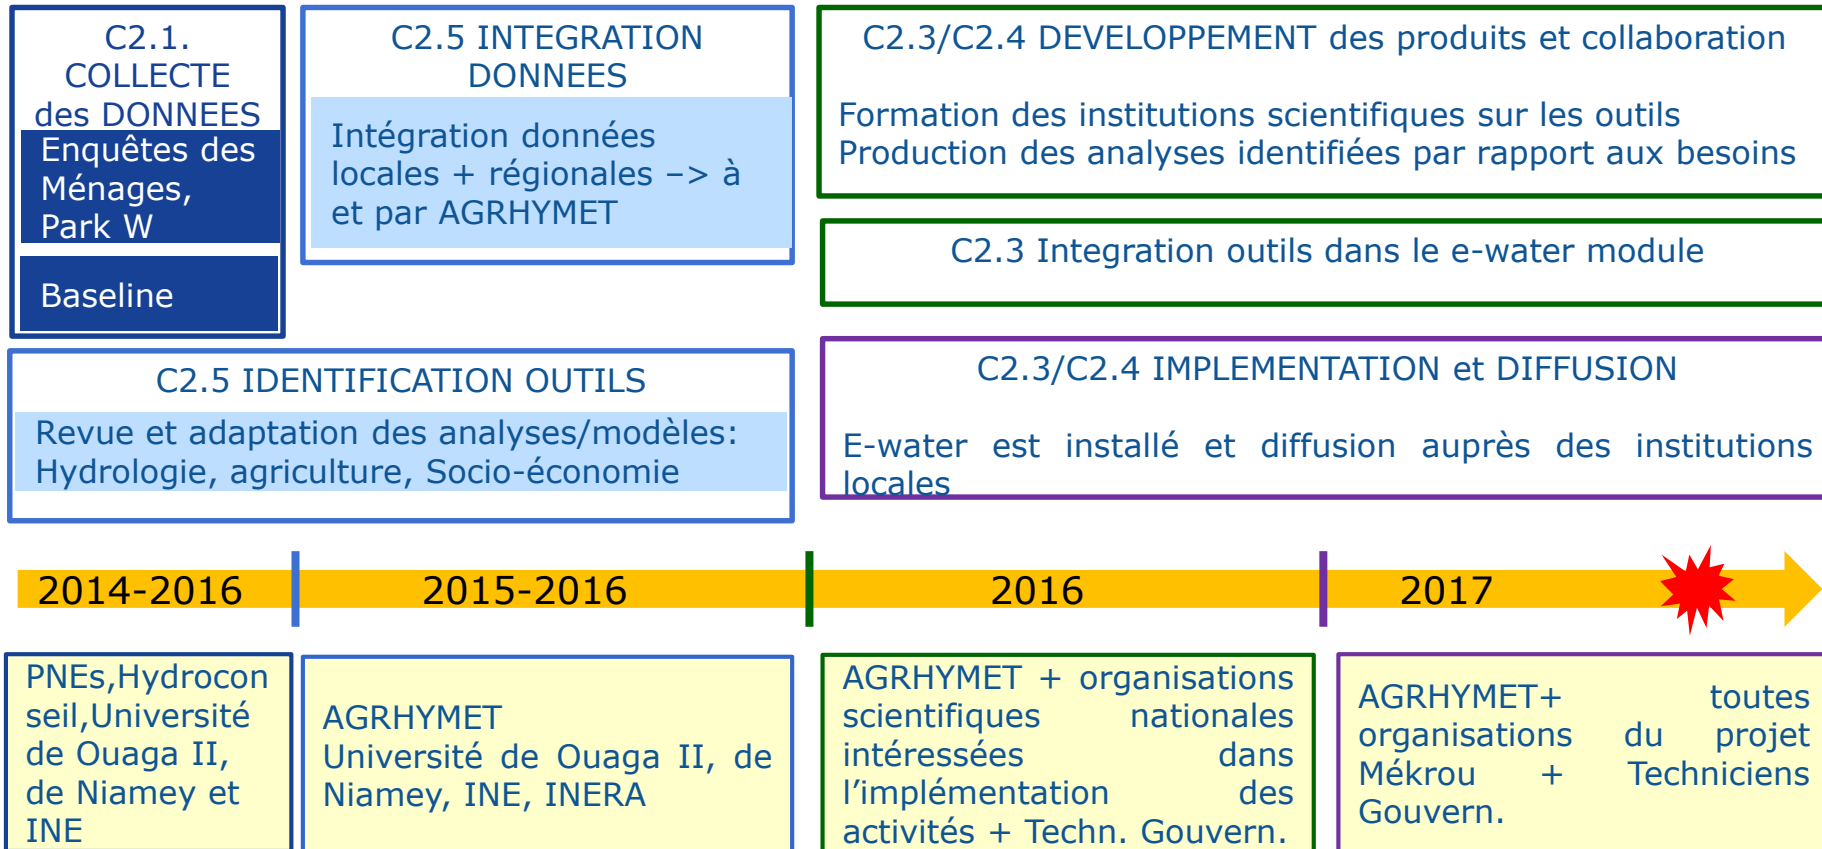 C2.1.
COLLECTE
des DONNEES
Enquêtes des
Ménages,
Park W
Baseline
C2.5 INTEGRATION
DONNEES
Intégration données
locales + régionales –> à
et par AGRHYMET
C2.3/C2.4 DEVELOPPEMENT des produits et collaboration
Formation des institutions scientifiques sur les outils
Production des analyses identifiées par rapport aux besoins
C2.3 Integration outils dans le e-water module
C2.5 IDENTIFICATION OUTILS
Revue et adaptation des analyses/modèles:
Hydrologie, agriculture, Socio-économie
C2.3/C2.4 IMPLEMENTATION et DIFFUSION
E-water est installé et diffusion auprès des institutions
locales
2014-2016
2015-2016
2016
2017
PNEs,Hydrocon
seil,Université
de Ouaga II,
de Niamey et
INE
AGRHYMET
Université de Ouaga II, de
Niamey, INE, INERA
AGRHYMET + organisations
scientifiques nationales
intéressées dans
l’implémentation des
activités + Techn. Gouvern.
AGRHYMET+ toutes
organisations du projet
Mékrou + Techniciens
Gouvern.